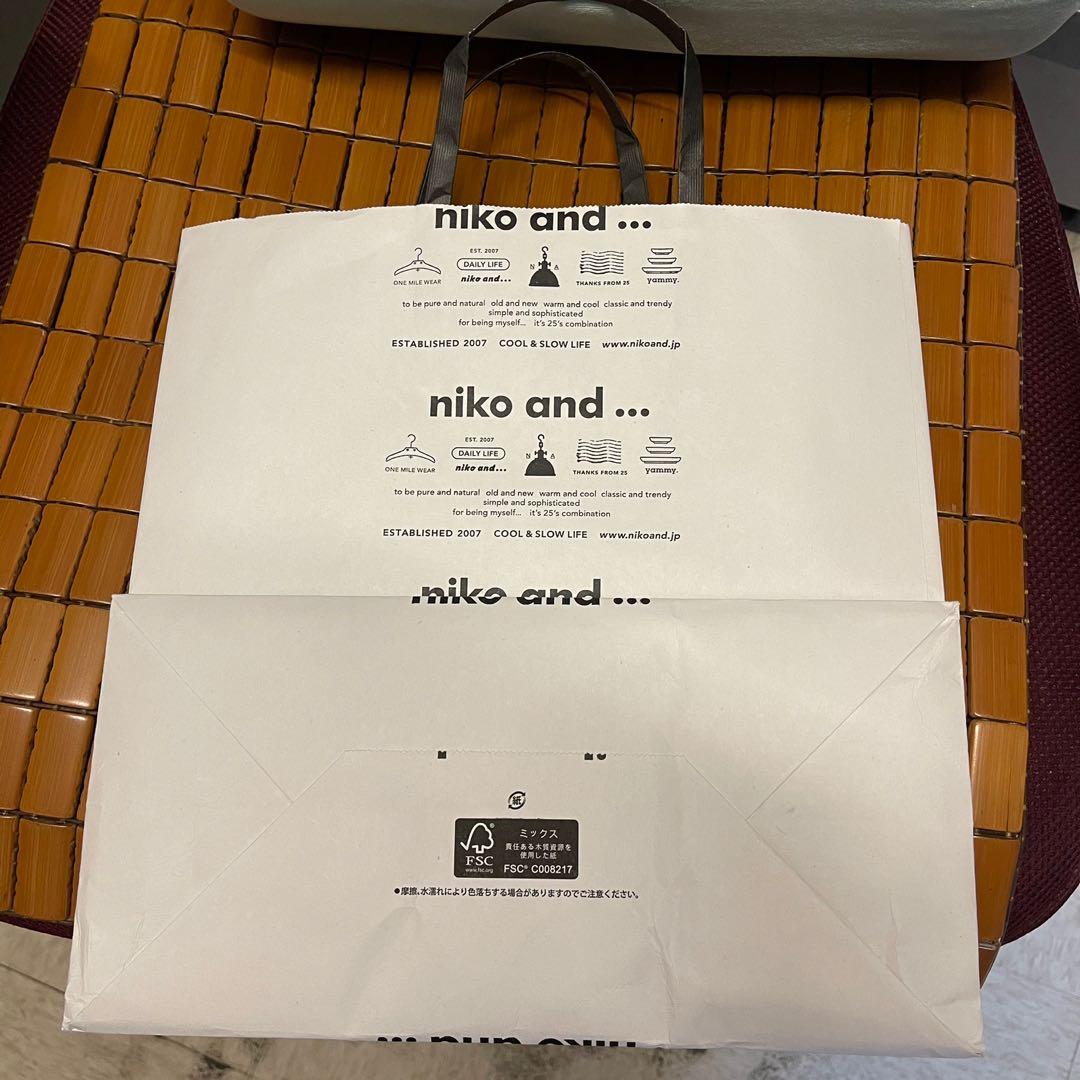 niko and ...
EST. 2007
DAILY LIFE
N A
ONE MILE WEAR niko and... THANKS FROM 25 yammy.
to be pure and natural old and new warm and cool classic and trendy
simple and sophisticated
for being myself... it's 25's combination
ESTABLISHED 2007 COOL & SLOW LIFE www.nikoand.jp
niko and ...
EST. 2007
DAILY LIFE
N A
ONE MILE WEAR niko and... THANKS FROM 25 yammy.
to be pure and natural old and new warm and cool classic and trendy
simple and sophisticated
for being myself... it's 25's combination
ESTABLISHED 2007 COOL & SLOW LIFE www.nikoand.jp
niko and ...
紙
ミックス
責任ある木質資源を
使用した紙
FSC® C008217
FSC
www.fsc.org
●摩擦、水濡れにより色落ちする場合がありますのでご注意ください。
niko and ...